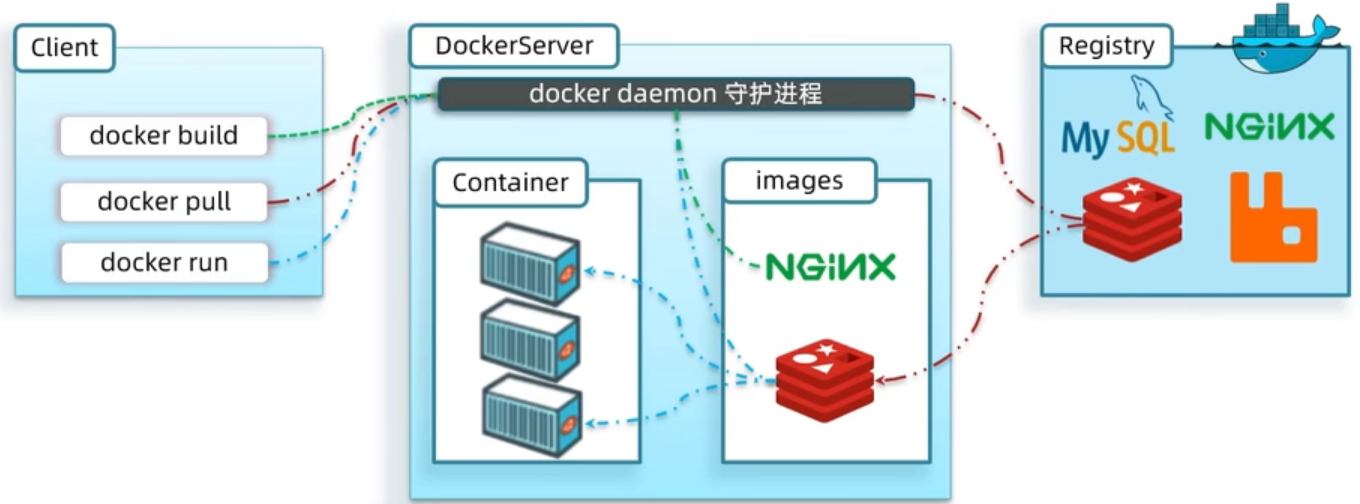 Client
docker build
docker pull
docker run
DockerServer
docker daemon 守护进程
Container
images
NGiNX
Registry
MySQL
NGiNX